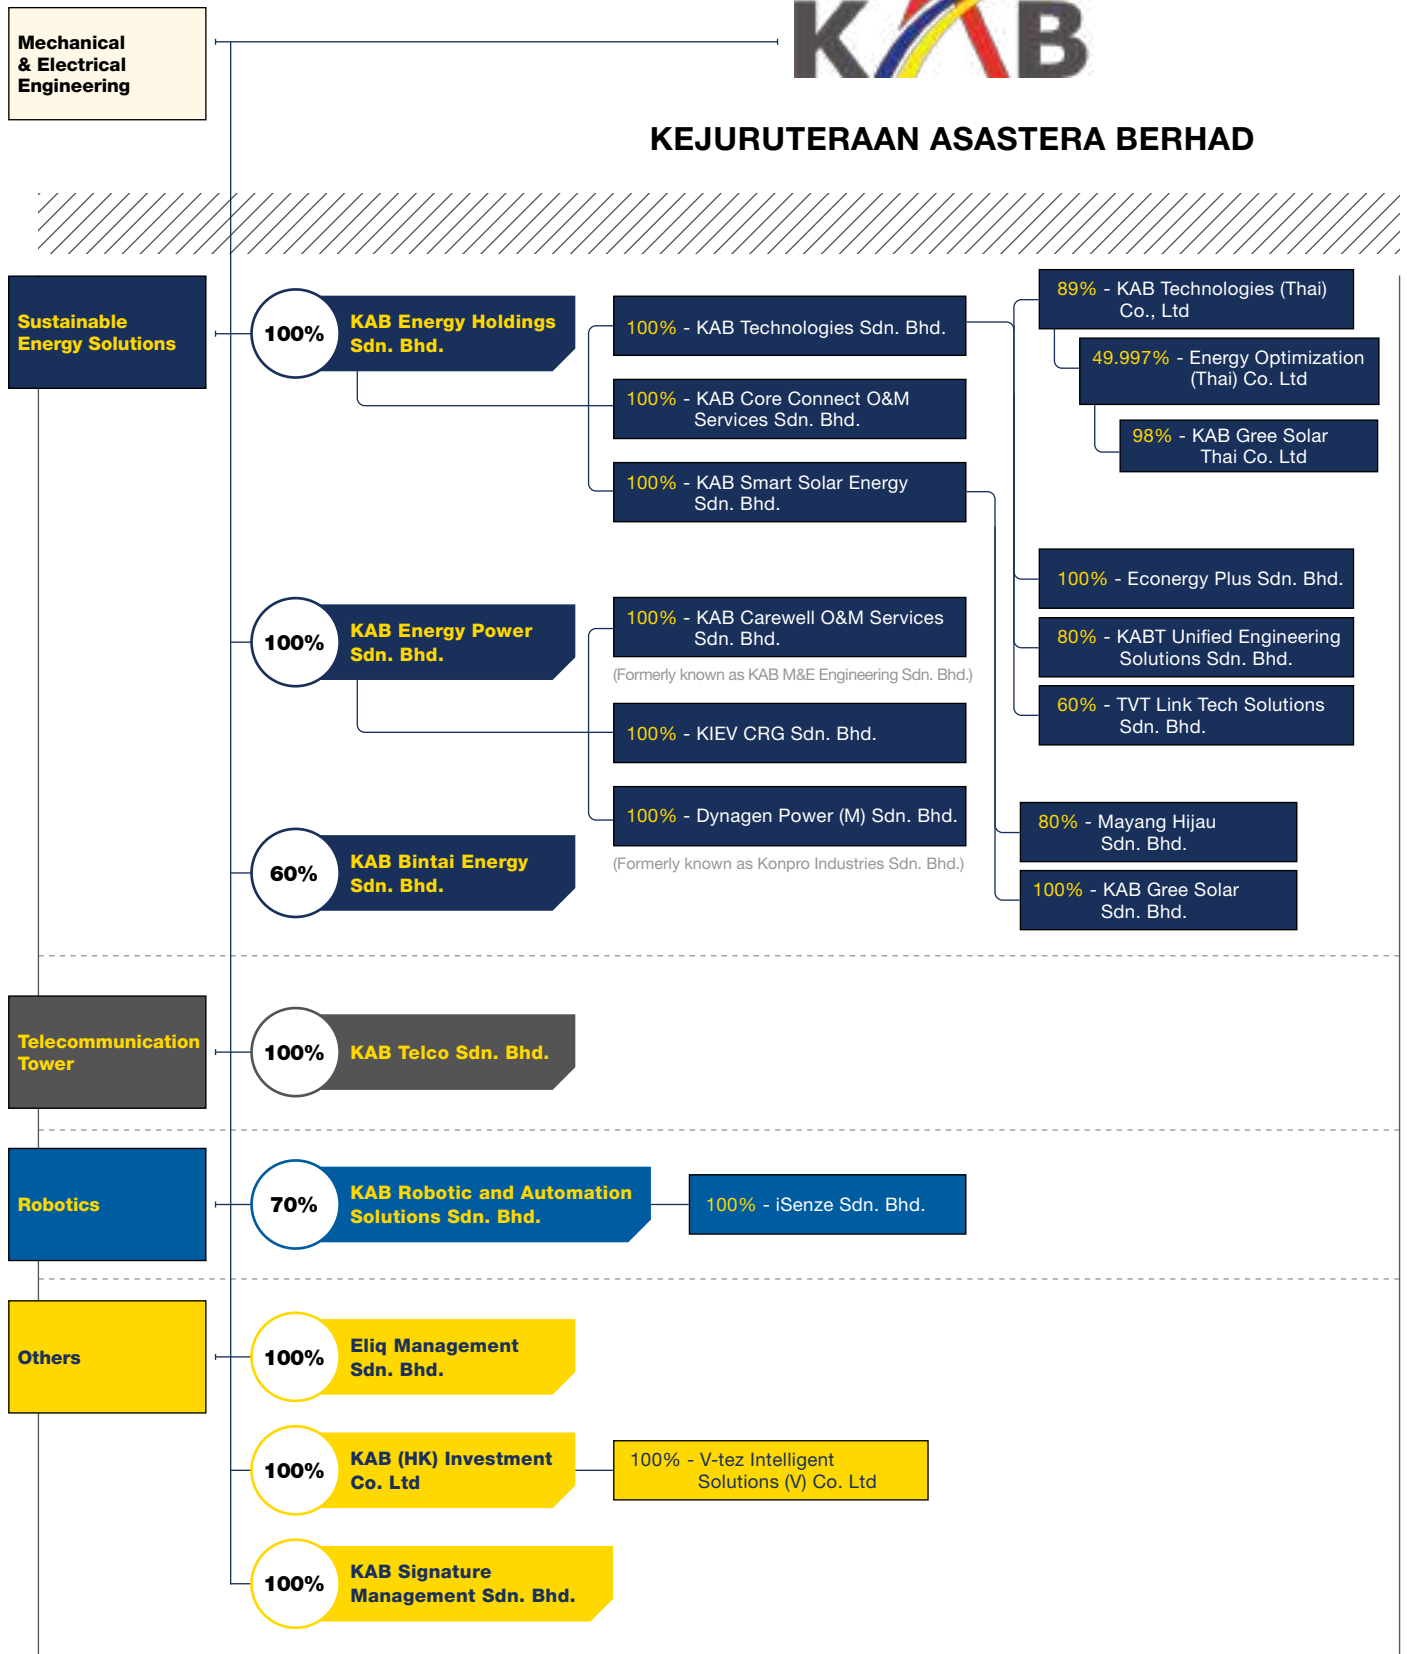 Mechanical
& Electrical
Engineering
KAB
KEJURUTERAAN ASASTERA BERHAD
Sustainable
Energy Solutions
100%
KAB Energy Holdings
Sdn. Bhd.
100% - KAB Technologies Sdn. Bhd.
100% - KAB Core Connect O&M
Services Sdn. Bhd.
100% - KAB Smart Solar Energy
Sdn. Bhd.
89% - KAB Technologies (Thai)
Co., Ltd
49.997% - Energy Optimization
(Thai) Co. Ltd
98% - KAB Gree Solar
Thai Co. Ltd
100% - Econergy Plus Sdn. Bhd.
80% - KABT Unified Engineering
Solutions Sdn. Bhd.
60% - TVT Link Tech Solutions
Sdn. Bhd.
80% - Mayang Hijau
Sdn. Bhd.
100% - KAB Gree Solar
Sdn. Bhd.
100%
KAB Energy Power
Sdn. Bhd.
100% - KAB Carewell O&M Services
Sdn. Bhd.
(Formerly known as KAB M&E Engineering Sdn. Bhd.)
100% - KIEV CRG Sdn. Bhd.
100% - Dynagen Power (M) Sdn. Bhd.
(Formerly known as Konpro Industries Sdn. Bhd.)
60%
KAB Bintai Energy
Sdn. Bhd.
Telecommunication
Tower
100%
KAB Telco Sdn. Bhd.
Robotics
70%
KAB Robotic and Automation
Solutions Sdn. Bhd.
100% - iSenze Sdn. Bhd.
Others
100%
Eliq Management
Sdn. Bhd.
100%
KAB (HK) Investment
Co. Ltd
100% - V-tez Intelligent
Solutions (V) Co. Ltd
100%
KAB Signature
Management Sdn. Bhd.